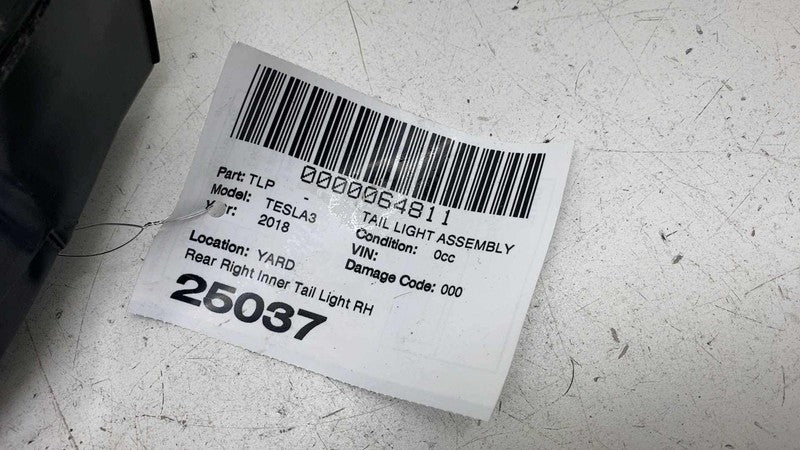 0000064811
Part: TLP - TAIL LIGHT ASSEMBLY
Model: TESLA3 Condition: 0cc
Year: 2018 VIN:
Location: YARD Damage Code: 000
Rear Right Inner Tail Light RH
25037